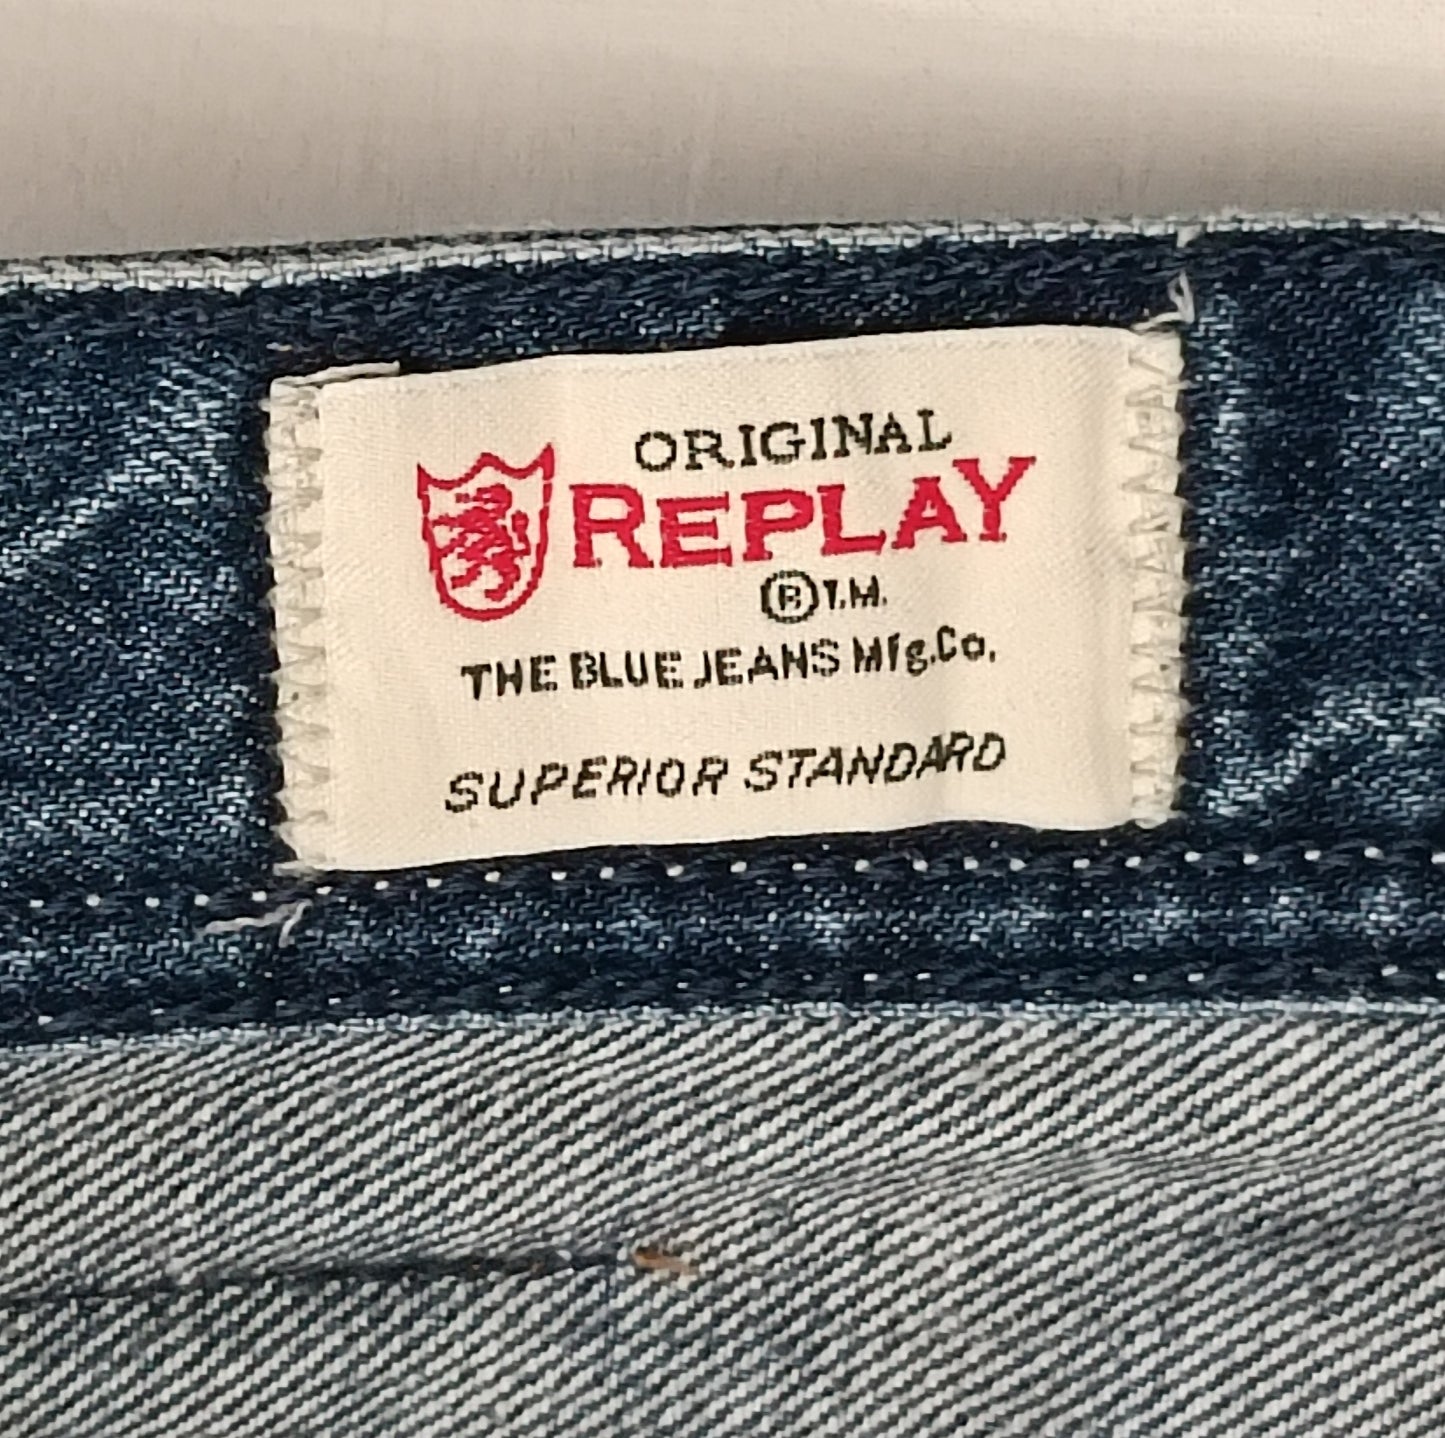 ORIGINAL
REPLAY
® T.M.
THE BLUE JEANS Mfg.Co.
SUPERIOR STANDARD